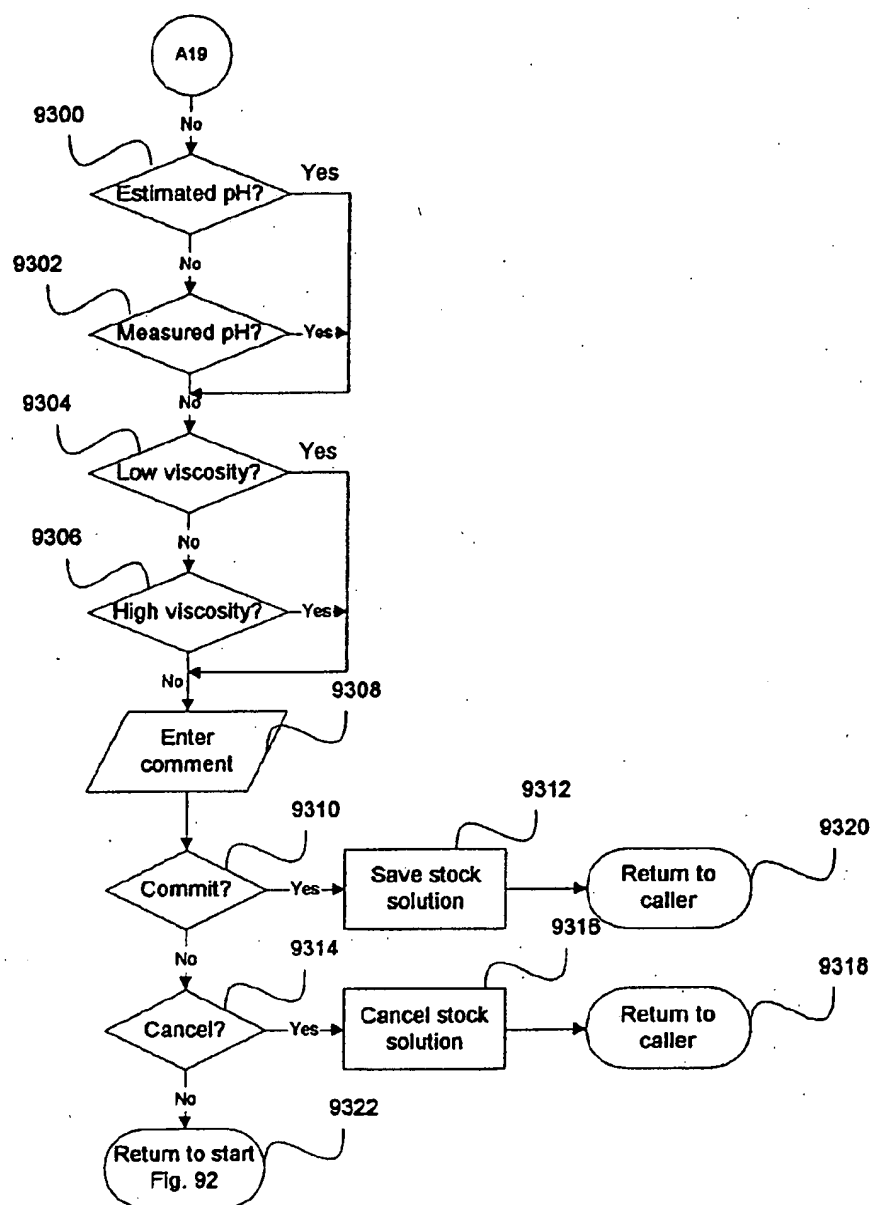 A19
No
9300
Yes
Estimated pH?
No
9302
Measured pH?
Yes
No
9304
Yes
Low viscosity?
No
9306
High viscosity?
Yes
No
9308
Enter
comment
9310
9312
9320
Commit?
Yes
Save stock
solution
Return to
caller
No
9314
9316
9318
Cancel?
Yes
Cancel stock
solution
Return to
caller
No
9322
Return to start
Fig. 92